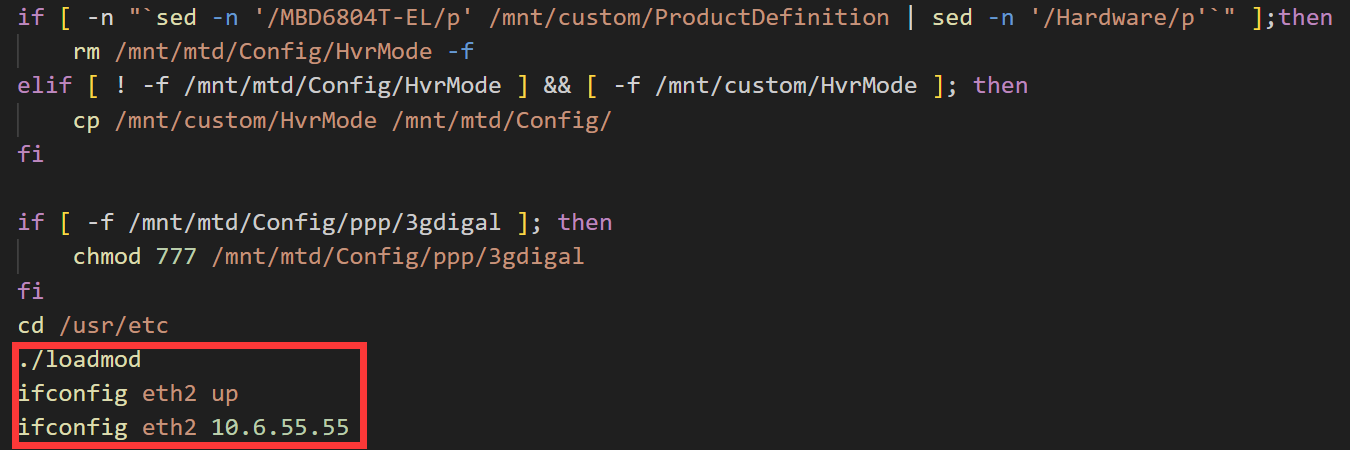 if [ -n "`sed -n '/MBD6804T-EL/p' /mnt/custom/ProductDefinition | sed -n '/Hardware/p'`" ];then
    rm /mnt/mtd/Config/HvrMode -f
elif [ ! -f /mnt/mtd/Config/HvrMode ] && [ -f /mnt/custom/HvrMode ]; then
    cp /mnt/custom/HvrMode /mnt/mtd/Config/
fi

if [ -f /mnt/mtd/Config/ppp/3gdigal ]; then
    chmod 777 /mnt/mtd/Config/ppp/3gdigal
fi
cd /usr/etc
./loadmod
ifconfig eth2 up
ifconfig eth2 10.6.55.55